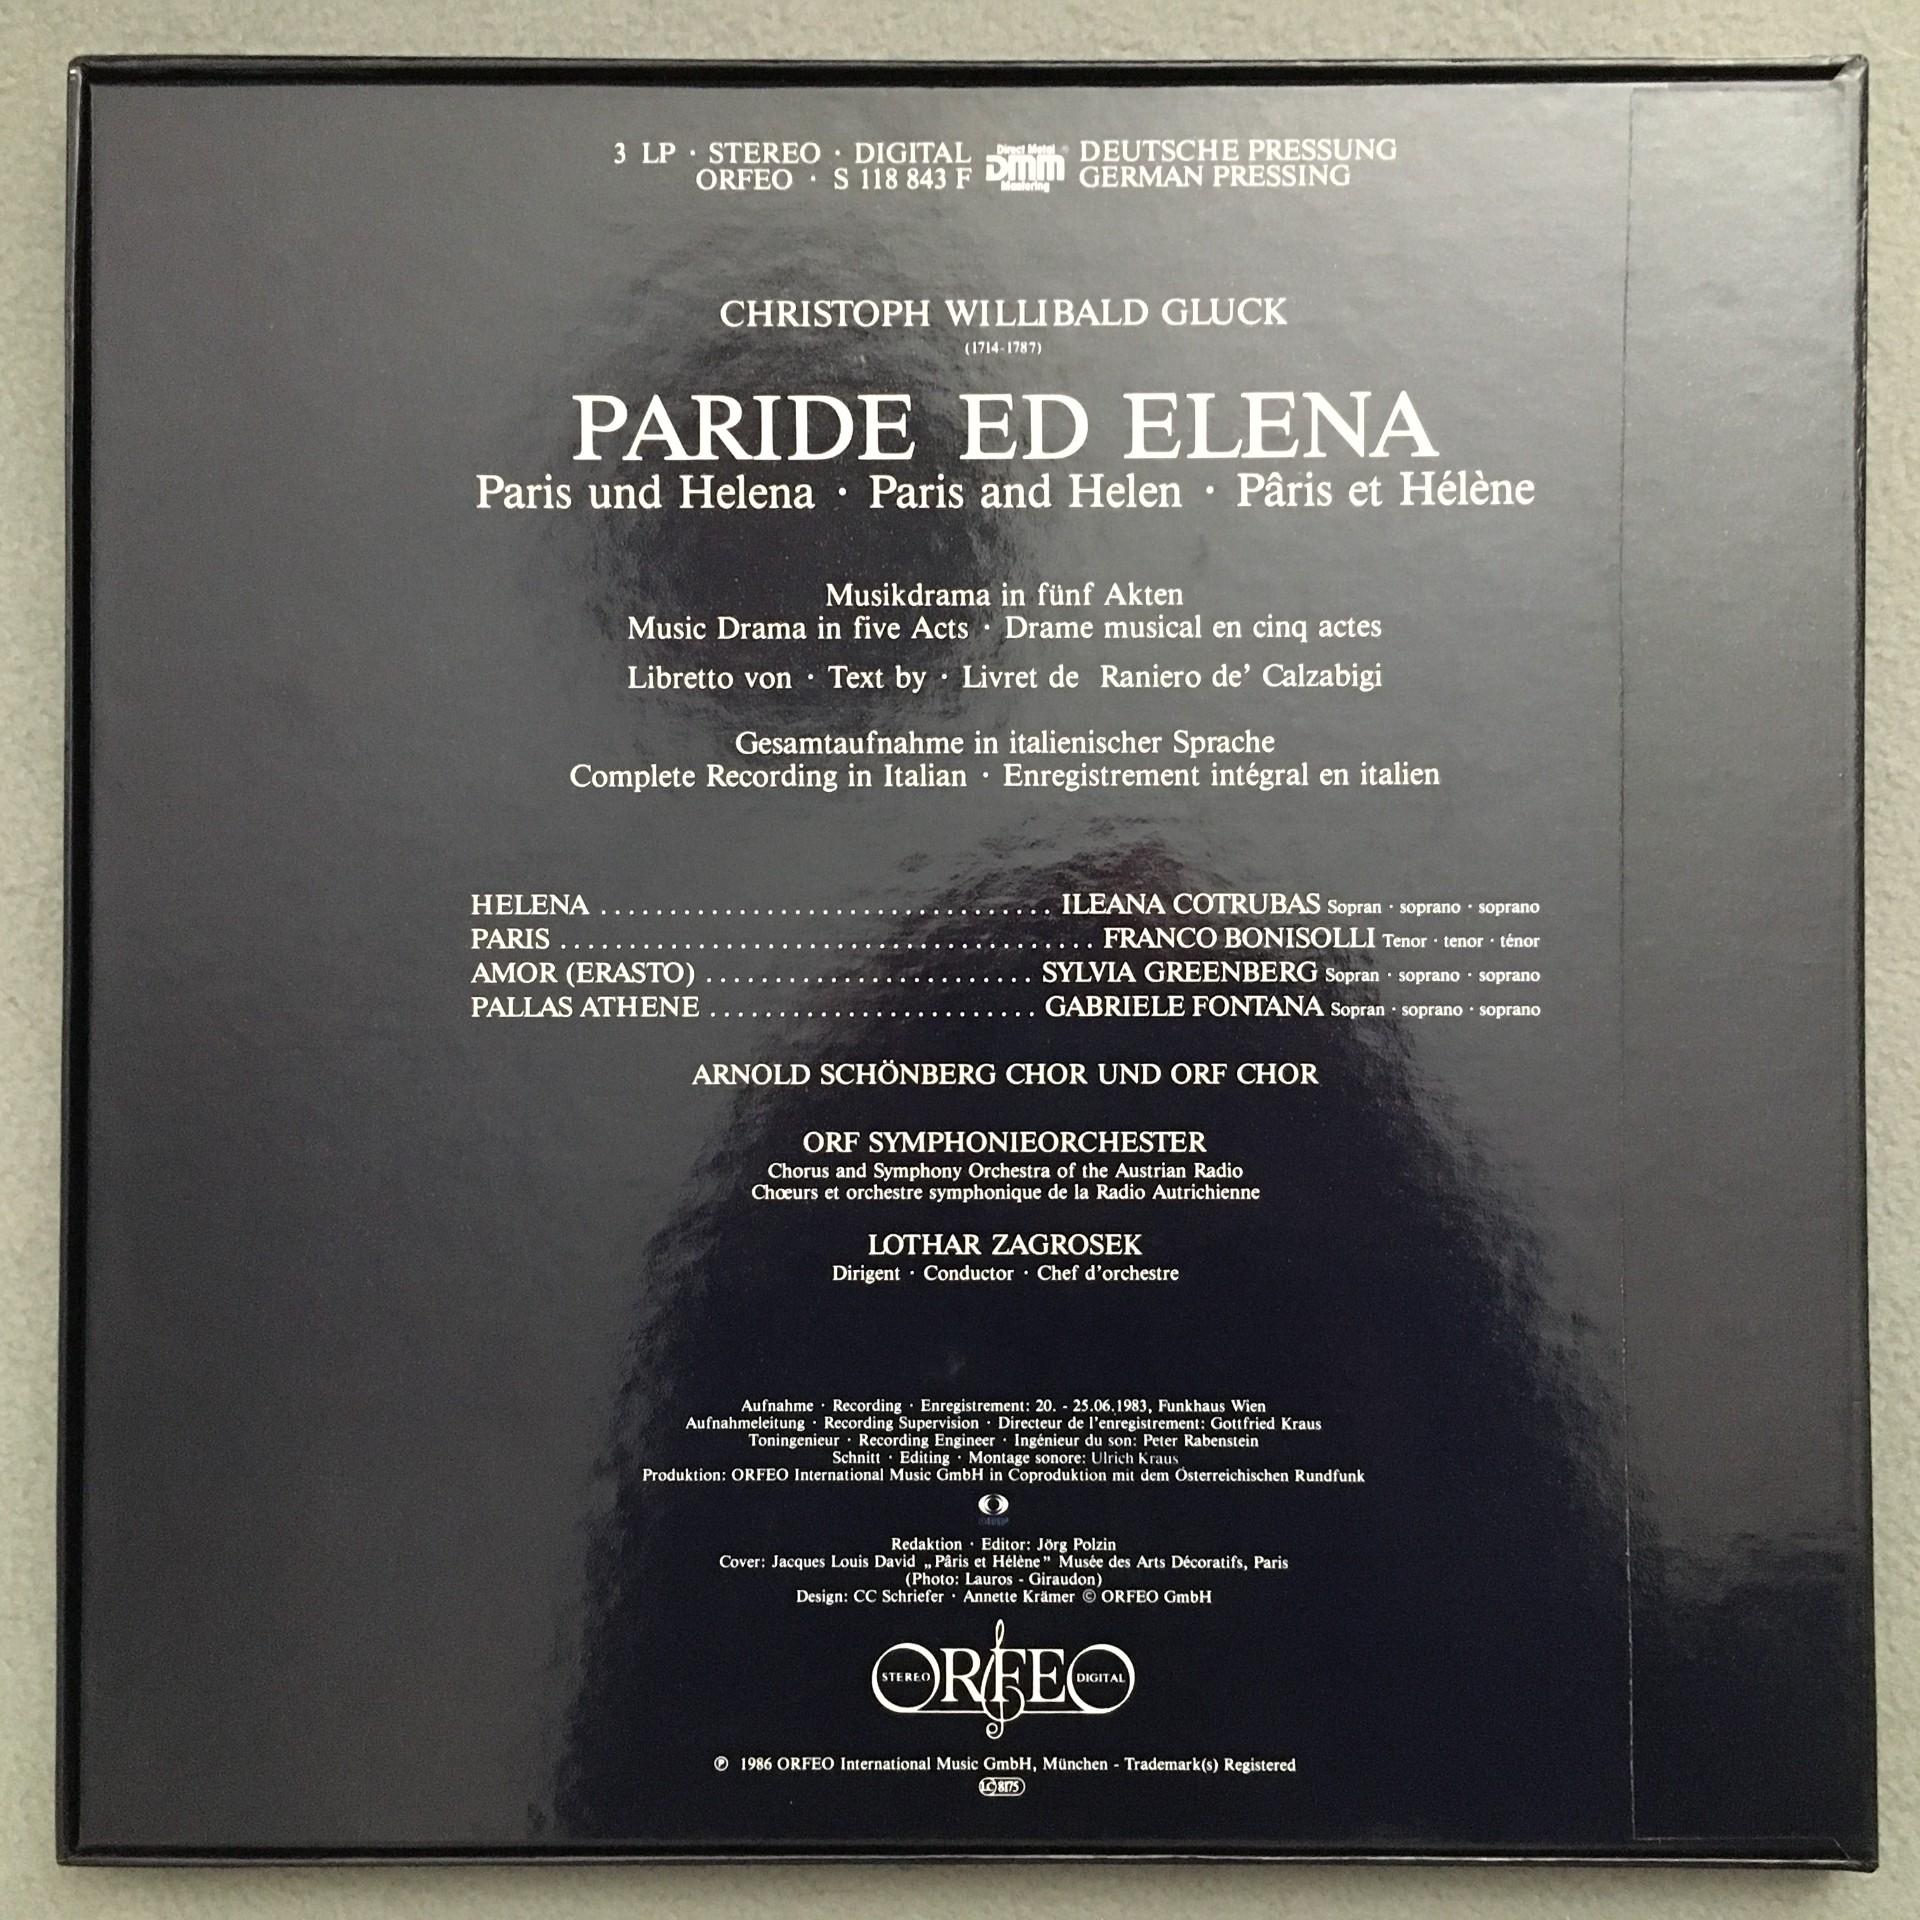 3 LP · STEREO · DIGITAL
ORFEO · S 118 843 F
Direct Metal
DMM
Mastering
DEUTSCHE PRESSUNG
GERMAN PRESSING
CHRISTOPH WILLIBALD GLUCK
(1714-1787)
PARIDE ED ELENA
Paris und Helena · Paris and Helen · Pâris et Hélène
Musikdrama in fünf Akten
Music Drama in five Acts · Drame musical en cinq actes
Libretto von · Text by · Livret de Raniero de' Calzabigi
Gesamtaufnahme in italienischer Sprache
Complete Recording in Italian · Enregistrement intégral en italien
HELENA ................................. ILEANA COTRUBAS Sopran · soprano · soprano
PARIS ....................................... FRANCO BONISOLLI Tenor · tenor · ténor
AMOR (ERASTO) ........................ SYLVIA GREENBERG Sopran · soprano · soprano
PALLAS ATHENE ........................ GABRIELE FONTANA Sopran · soprano · soprano
ARNOLD SCHÖNBERG CHOR UND ORF CHOR
ORF SYMPHONIEORCHESTER
Chorus and Symphony Orchestra of the Austrian Radio
Chœurs et orchestre symphonique de la Radio Autrichienne
LOTHAR ZAGROSEK
Dirigent · Conductor · Chef d'orchestre
Aufnahme · Recording · Enregistrement: 20. - 25.06.1983, Funkhaus Wien
Aufnahmeleitung · Recording Supervision · Directeur de l'enregistrement: Gottfried Kraus
Toningenieur · Recording Engineer · Ingénieur du son: Peter Rabenstein
Schnitt · Editing · Montage sonore: Ulrich Kraus
Produktion: ORFEO International Music GmbH in Coproduktion mit dem Österreichischen Rundfunk
Redaktion · Editor: Jörg Polzin
Cover: Jacques Louis David „Pâris et Hélène" Musée des Arts Décoratifs, Paris
(Photo: Lauros - Giraudon)
Design: CC Schriefer · Annette Krämer © ORFEO GmbH
STEREO ORFEO DIGITAL
℗ 1986 ORFEO International Music GmbH, München - Trademark(s) Registered
LC 8175